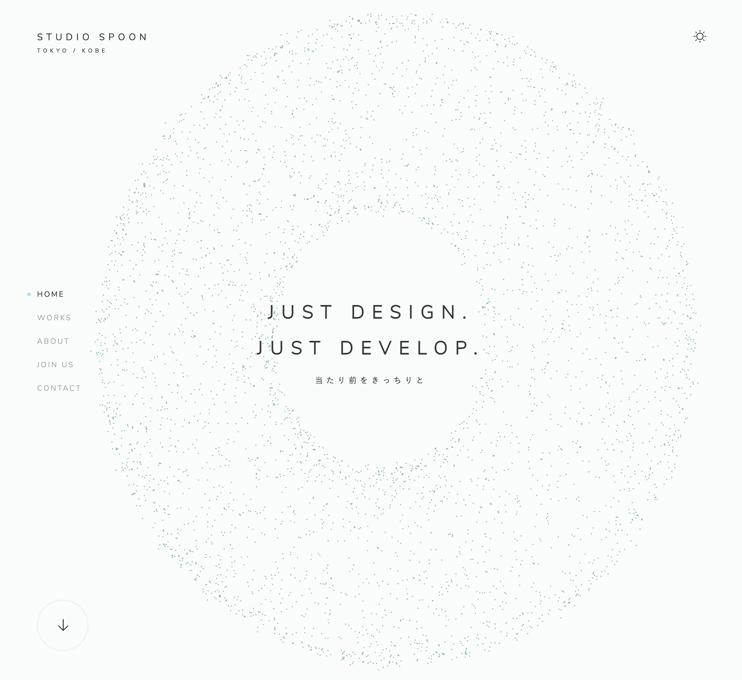 STUDIO SPOON
TOKYO / KOBE
HOME
WORKS
ABOUT
JOIN US
CONTACT
JUST DESIGN.
JUST DEVELOP.
当たり前をきっちりと